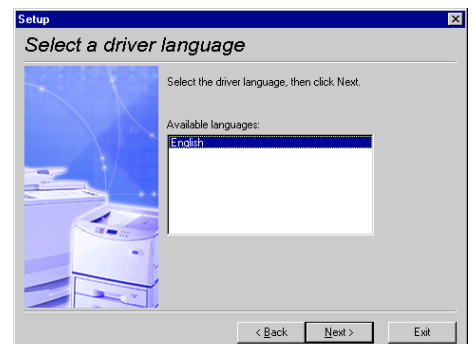 Setup
Select a driver language
Select the driver language, then click Next.
Available languages:
English
< Back
Next >
Exit